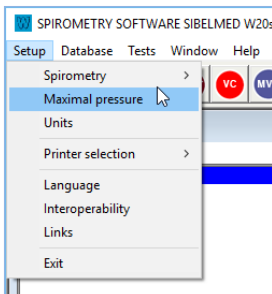 SPIROMETRY SOFTWARE SIBELMED W20s
Setup Database Tests Window Help
Spirometry
VC
MV
Maximal pressure
Units
Printer selection
Language
Interoperability
Links
Exit